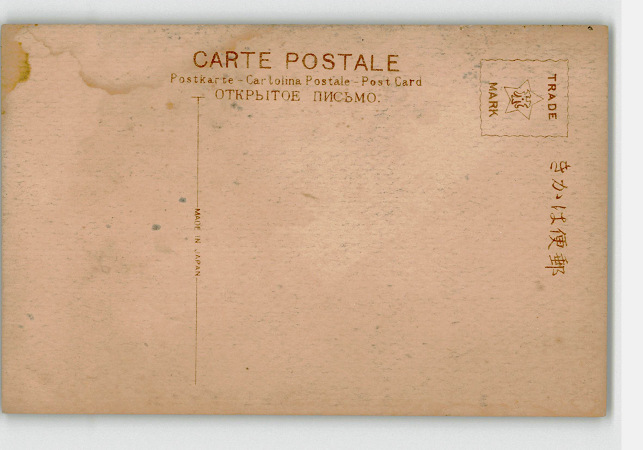 CARTE POSTALE
Postkarte - Cartolina Postale - Post Card
ОТКРЫТОЕ ПИСЬМО.
TRADE
MARK
MADE IN JAPAN
きかは便郵